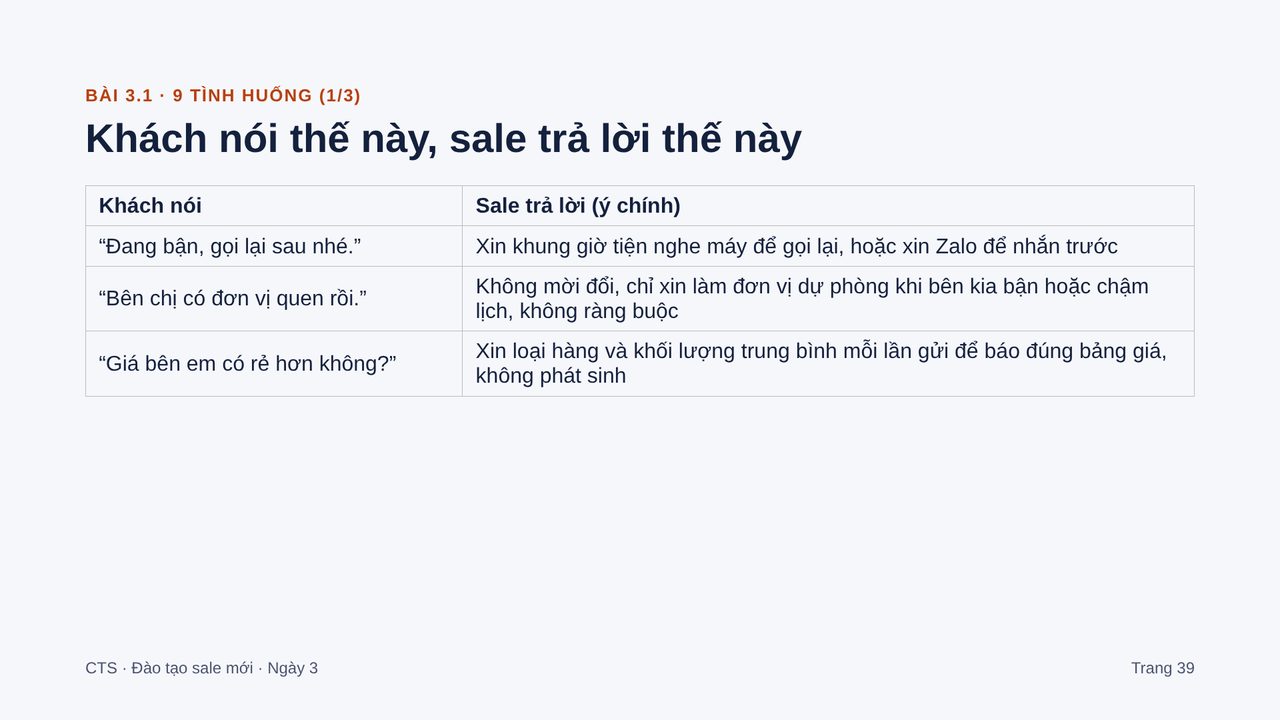 BÀI 3.1 · 9 TÌNH HUỐNG (1/3)
Khách nói thế này, sale trả lời thế này
Khách nói
Sale trả lời (ý chính)
“Đang bận, gọi lại sau nhé.”
Xin khung giờ tiện nghe máy để gọi lại, hoặc xin Zalo để nhắn trước
“Bên chị có đơn vị quen rồi.”
Không mời đổi, chỉ xin làm đơn vị dự phòng khi bên kia bận hoặc chậm
lịch, không ràng buộc
“Giá bên em có rẻ hơn không?”
Xin loại hàng và khối lượng trung bình mỗi lần gửi để báo đúng bảng giá,
không phát sinh
CTS · Đào tạo sale mới · Ngày 3
Trang 39